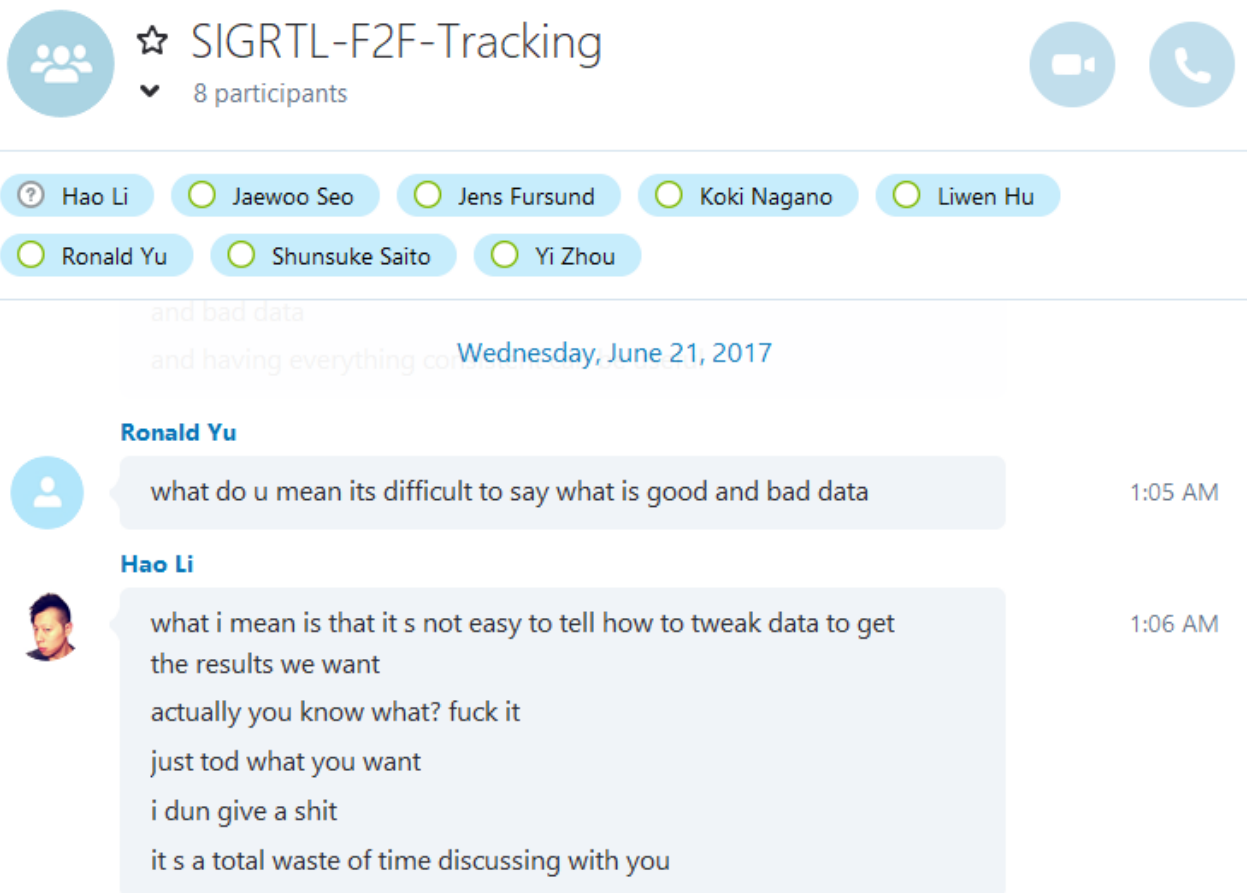 SIGRTL-F2F-Tracking
8 participants
Hao Li Jaewoo Seo Jens Fursund Koki Nagano Liwen Hu
Ronald Yu Shunsuke Saito Yi Zhou
and bad data
Wednesday, June 21, 2017
and having everything
Ronald Yu
what do u mean its difficult to say what is good and bad data 1:05 AM
Hao Li
what i mean is that it s not easy to tell how to tweak data to get 1:06 AM
the results we want
actually you know what? fuck it
just tod what you want
i dun give a shit
it s a total waste of time discussing with you